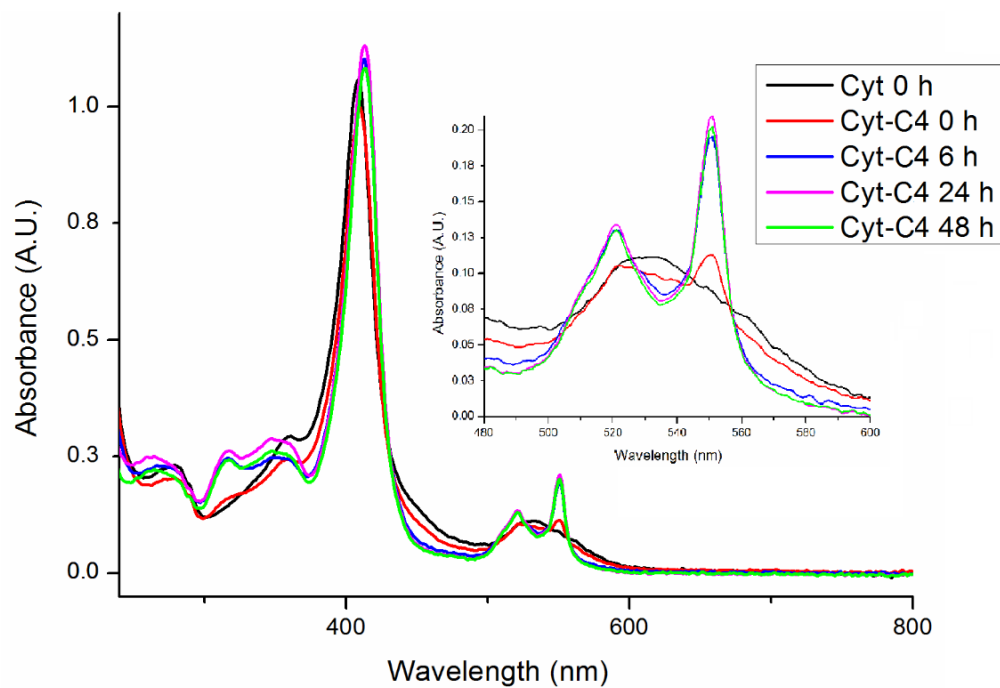 Cyt 0 h
Cyt-C4 0 h
Cyt-C4 6 h
Cyt-C4 24 h
Cyt-C4 48 h
Absorbance (A.U.)
1.0
0.8
0.5
0.3
0.0
400
600
800
Wavelength (nm)
Absorbance (A.U.)
0.20
0.18
0.15
0.13
0.10
0.08
0.05
0.03
0.00
480
500
520
540
560
580
600
Wavelength (nm)